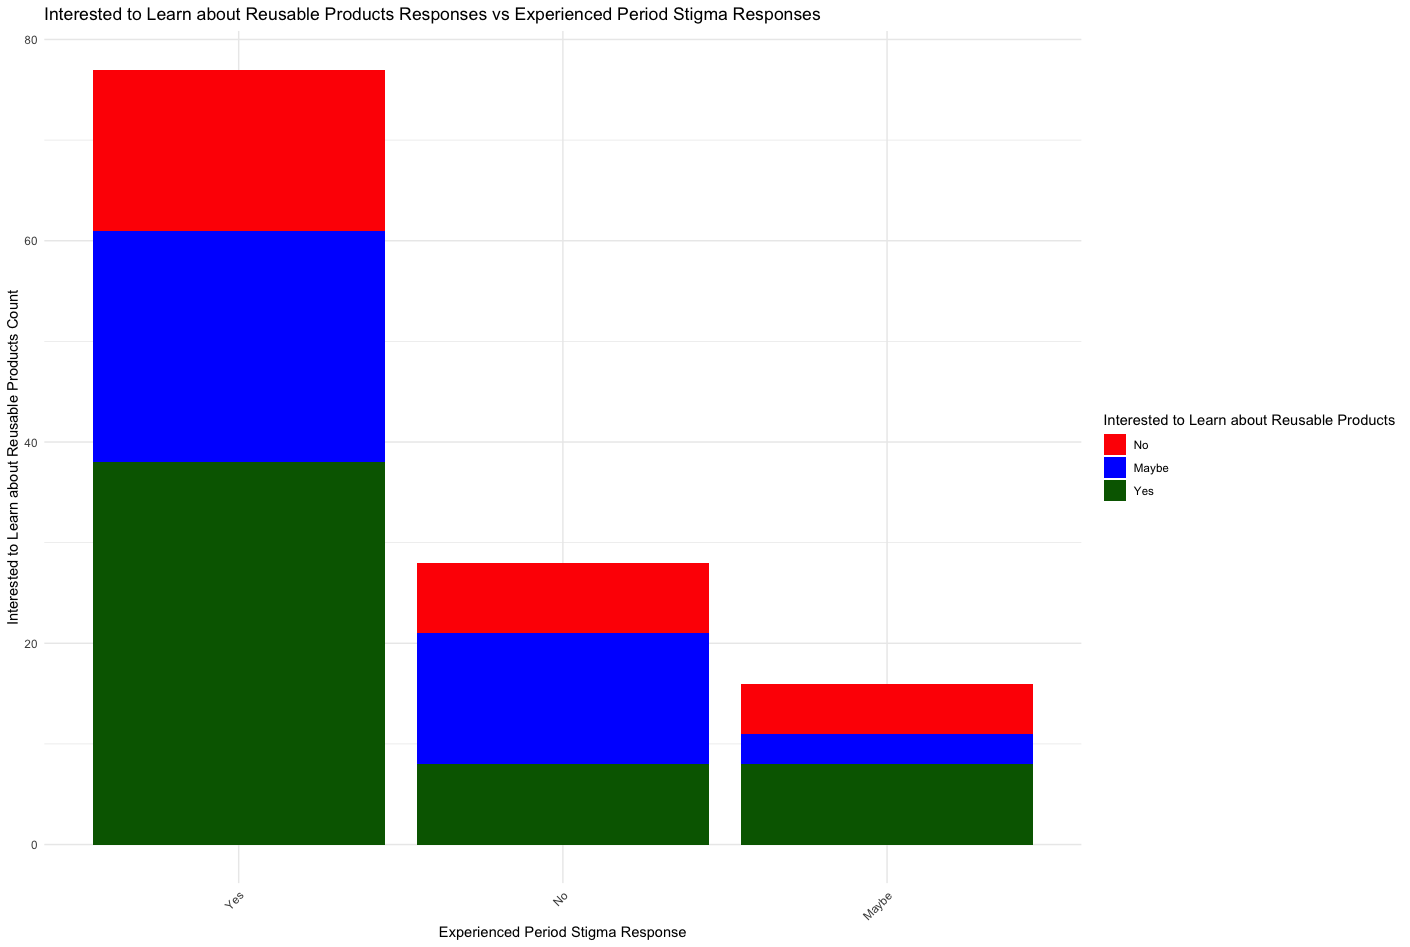 Interested to Learn about Reusable Products Responses vs Experienced Period Stigma Responses
Interested to Learn about Reusable Products Count
80
60
40
20
0
Yes
No
Maybe
Experienced Period Stigma Response
Interested to Learn about Reusable Products
No
Maybe
Yes